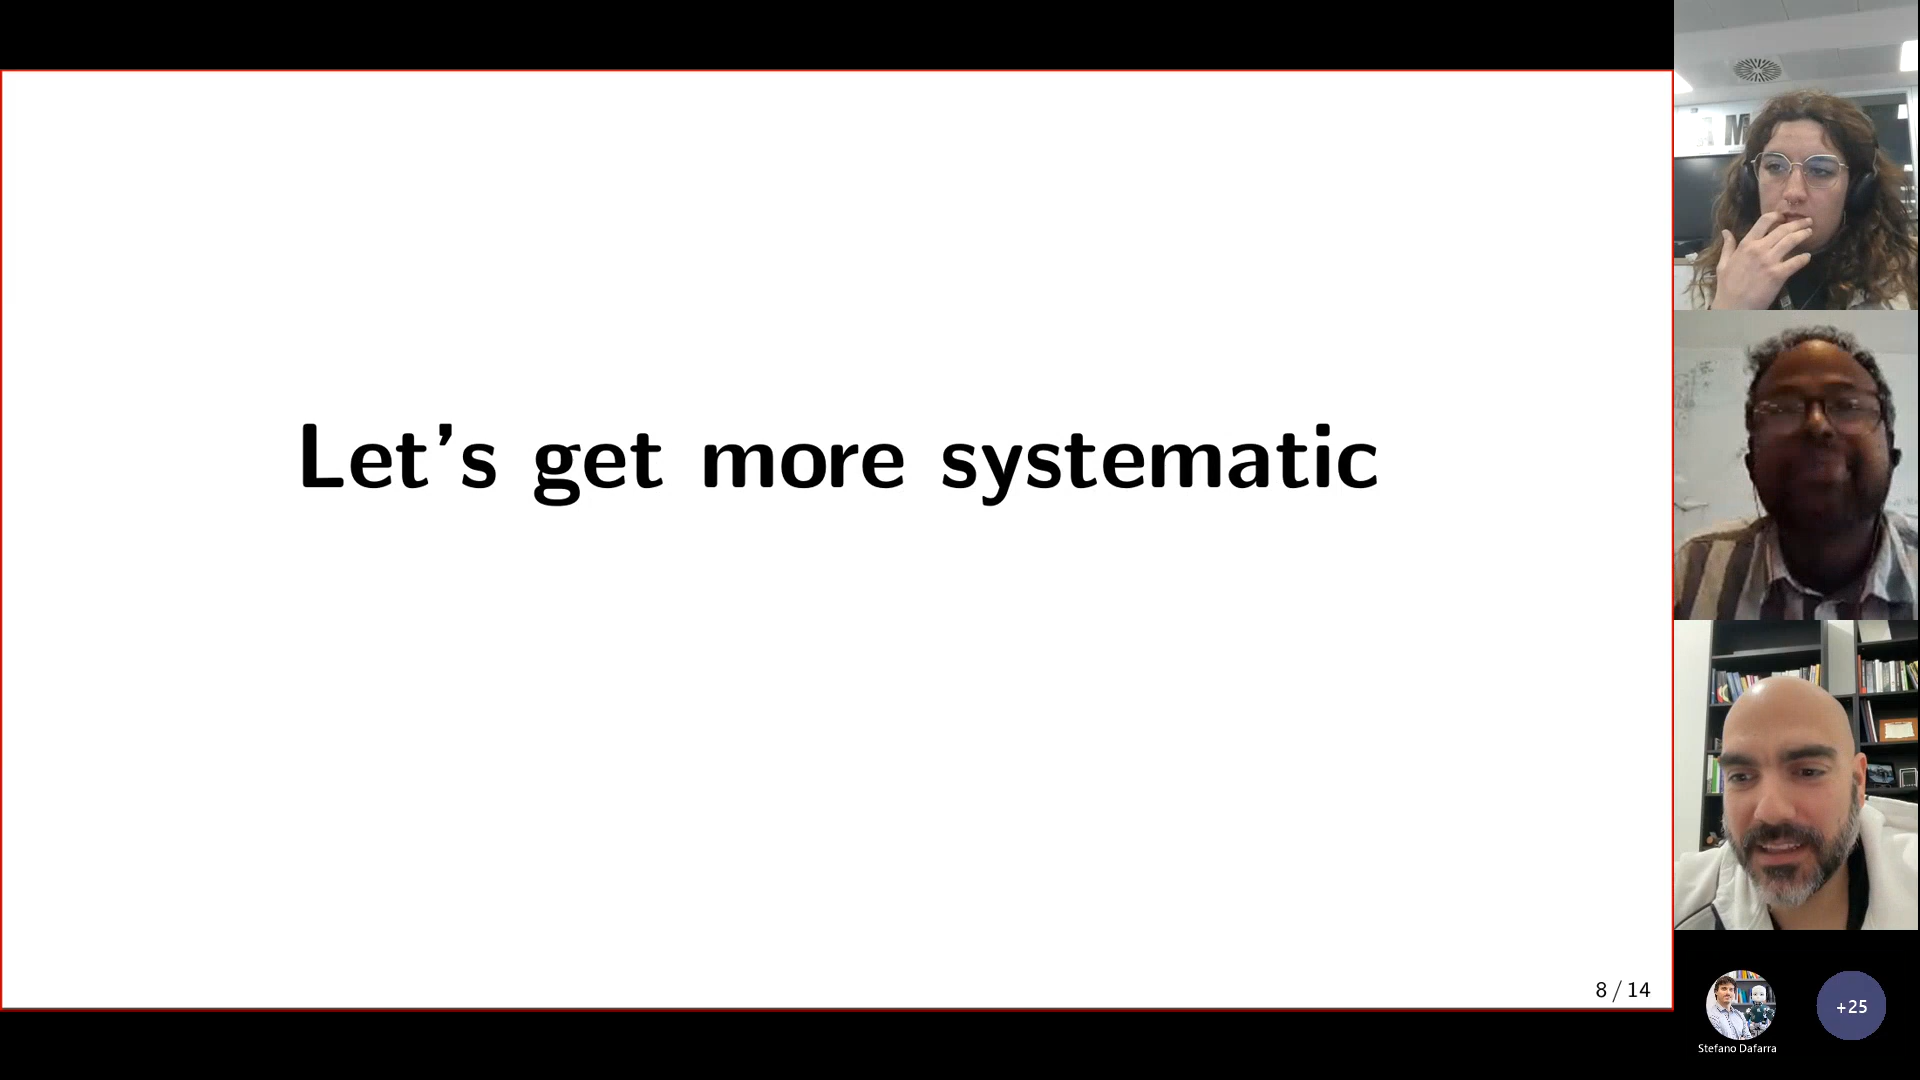 Let's get more systematic
8 / 14
M
+25
Stefano Dafarra